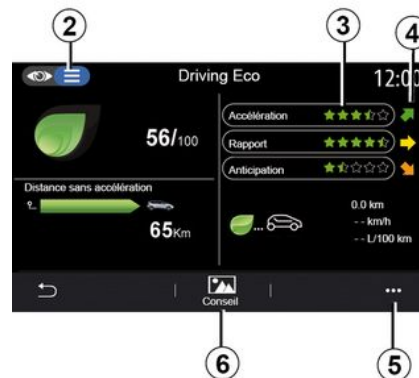 2
3
4
Driving Eco
12:00
56/100
Accélération
Rapport
Anticipation
Distance sans accélération
65Km
0.0 km
-- km/h
-- L/100 km
Conseil
6
5